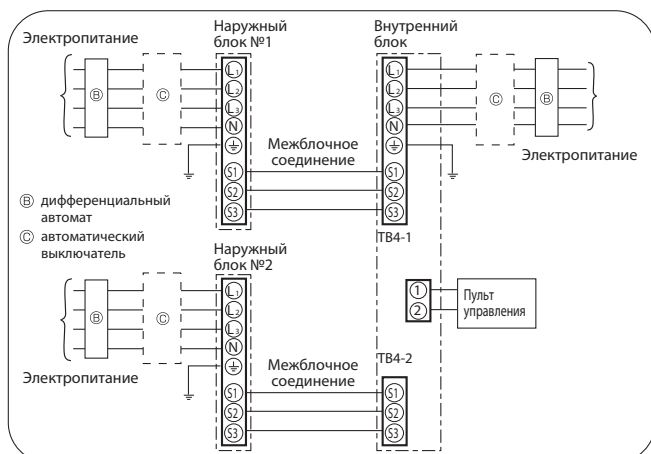 Наружный
блок №1
Внутренний
блок
Электропитание
B
C
L1
L2
L3
N
S1
S2
S3
Межблочное
соединение
L1
L2
L3
N
S1
S2
S3
C
B
Электропитание
TB4-1
Ⓑ дифференциальный
автомат
Ⓒ автоматический
выключатель
Наружный
блок №2
B
C
L1
L2
L3
N
S1
S2
S3
Электропитание
1
2
Пульт
управления
TB4-2
Межблочное
соединение
S1
S2
S3